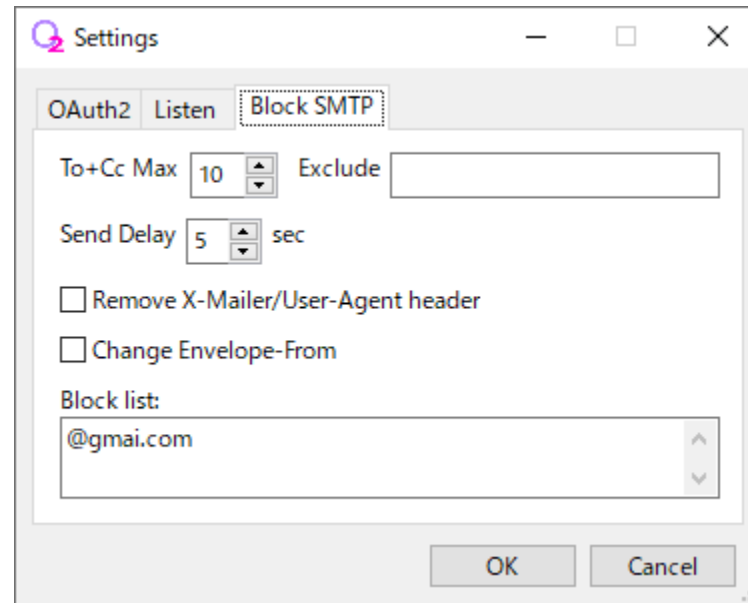 Settings
OAuth2 Listen Block SMTP
To+Cc Max 10 Exclude
Send Delay 5 sec
Remove X-Mailer/User-Agent header
Change Envelope-From
Block list:
@gmai.com
OK Cancel